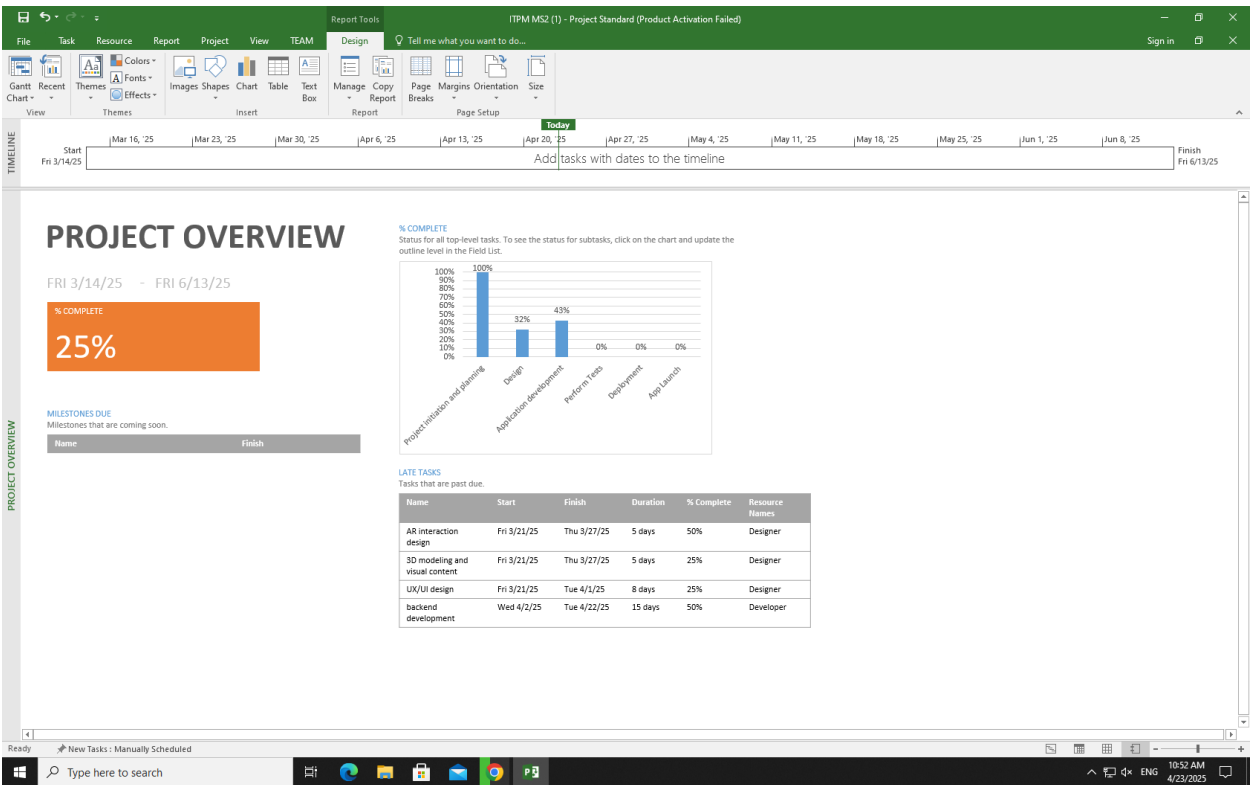 ITPM MS2 (1) - Project Standard (Product Activation Failed)
Report Tools
File Task Resource Report Project View TEAM Design Tell me what you want to do... Sign in
Gantt Chart
Recent
Themes
Colors
Fonts
Effects
Images Shapes Chart Table Text Box
Manage Copy Report
Page Breaks Margins Orientation Size
View Themes Insert Report Page Setup
TIMELINE
Today
Mar 16, '25 Mar 23, '25 Mar 30, '25 Apr 6, '25 Apr 13, '25 Apr 20, '25 Apr 27, '25 May 4, '25 May 11, '25 May 18, '25 May 25, '25 Jun 1, '25 Jun 8, '25
Start
Fri 3/14/25
Add tasks with dates to the timeline
Finish
Fri 6/13/25
PROJECT OVERVIEW
PROJECT OVERVIEW
FRI 3/14/25 - FRI 6/13/25
% COMPLETE
25%
MILESTONES DUE
Milestones that are coming soon.
Name Finish
% COMPLETE
Status for all top-level tasks. To see the status for subtasks, click on the chart and update the
outline level in the Field List.
100%
90%
80%
70%
60%
50%
40%
30%
20%
10%
0%
100% 32% 43% 0% 0% 0%
Project initiation and planning
Design
Application development
Perform Tests
Deployment
App Launch
LATE TASKS
Tasks that are past due.
Name Start Finish Duration % Complete Resource Names
AR interaction design Fri 3/21/25 Thu 3/27/25 5 days 50% Designer
3D modeling and visual content Fri 3/21/25 Thu 3/27/25 5 days 25% Designer
UX/UI design Fri 3/21/25 Tue 4/1/25 8 days 25% Designer
backend development Wed 4/2/25 Tue 4/22/25 15 days 50% Developer
Ready New Tasks : Manually Scheduled
Type here to search
ENG
10:52 AM
4/23/2025